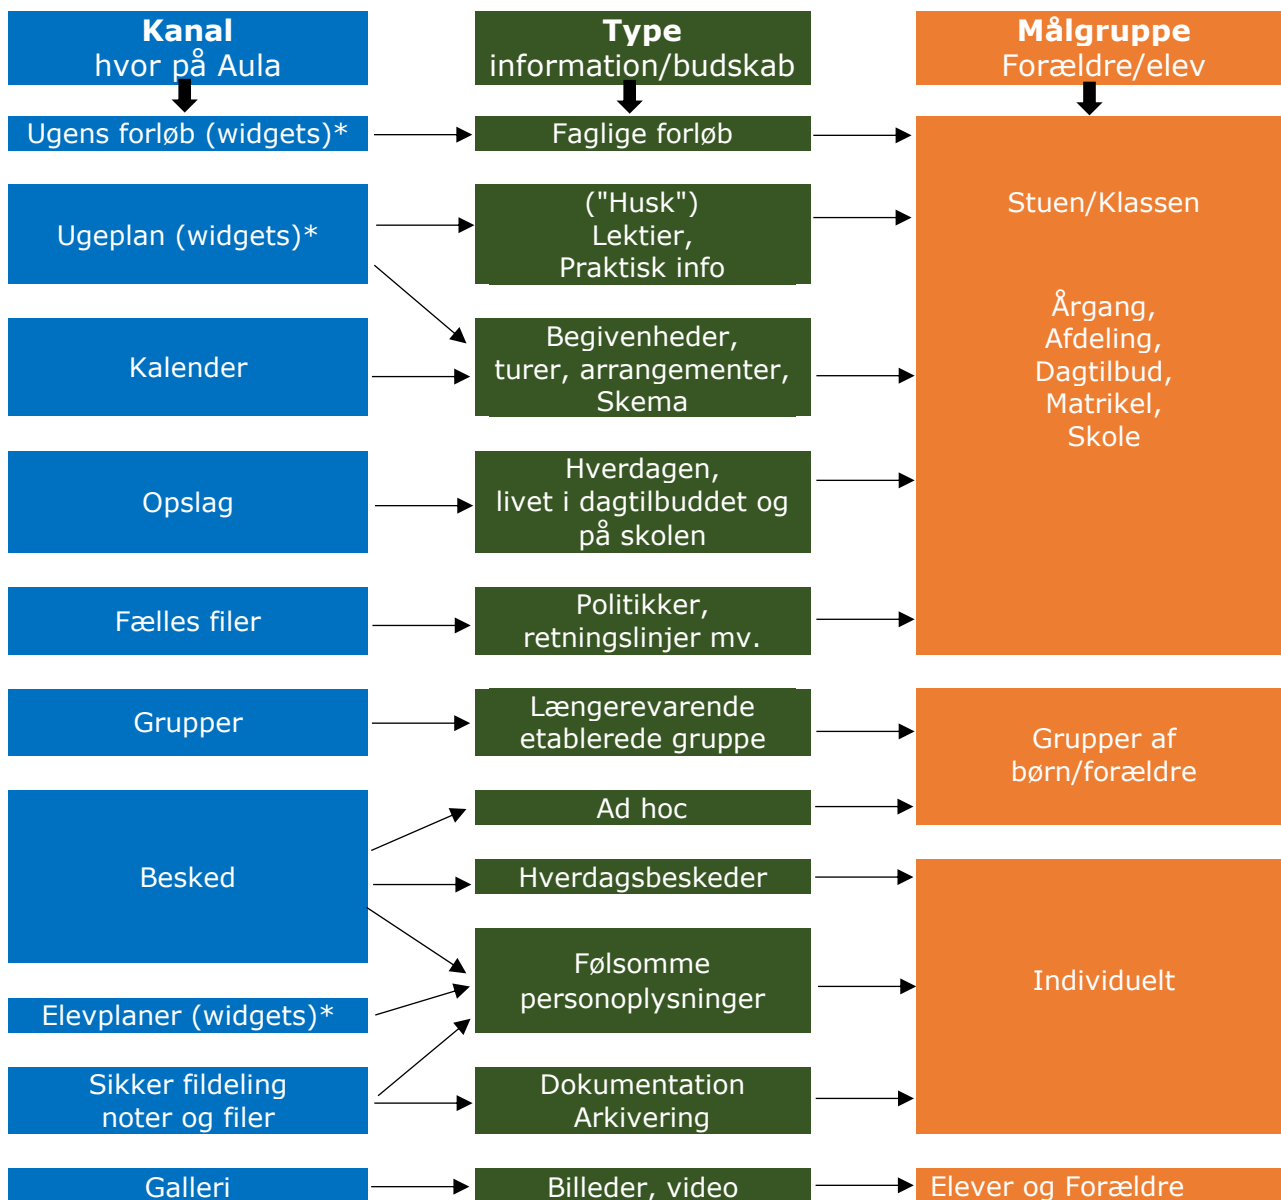 Kanal
hvor på Aula
Type
information/budskab
Målgruppe
Forældre/elev
Ugens forløb (widgets)*
Faglige forløb
Ugeplan (widgets)*
("Husk")
Lektier,
Praktisk info
Stuen/Klassen
Årgang,
Afdeling,
Dagtilbud,
Matrikel,
Skole
Kalender
Begivenheder,
turer, arrangementer,
Skema
Opslag
Hverdagen,
livet i dagtilbuddet og
på skolen
Fælles filer
Politikker,
retningslinjer mv.
Grupper
Længerevarende
etablerede gruppe
Grupper af
børn/forældre
Besked
Ad hoc
Hverdagsbeskeder
Følsomme
personoplysninger
Individuelt
Elevplaner (widgets)*
Sikker fildeling
noter og filer
Dokumentation
Arkivering
Galleri
Billeder, video
Elever og Forældre